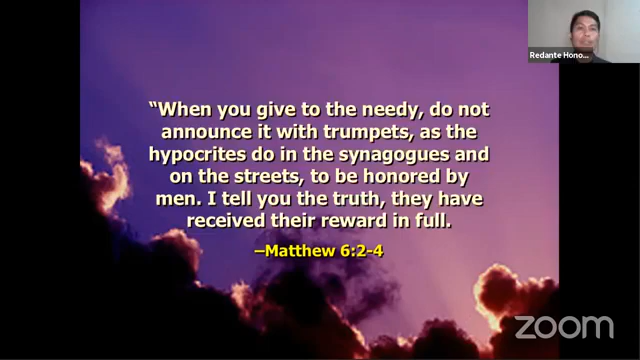 Redante Hono...
“When you give to the needy, do not
announce it with trumpets, as the
hypocrites do in the synagogues and
on the streets, to be honored by
men. I tell you the truth, they have
received their reward in full.
–Matthew 6:2-4
zoom